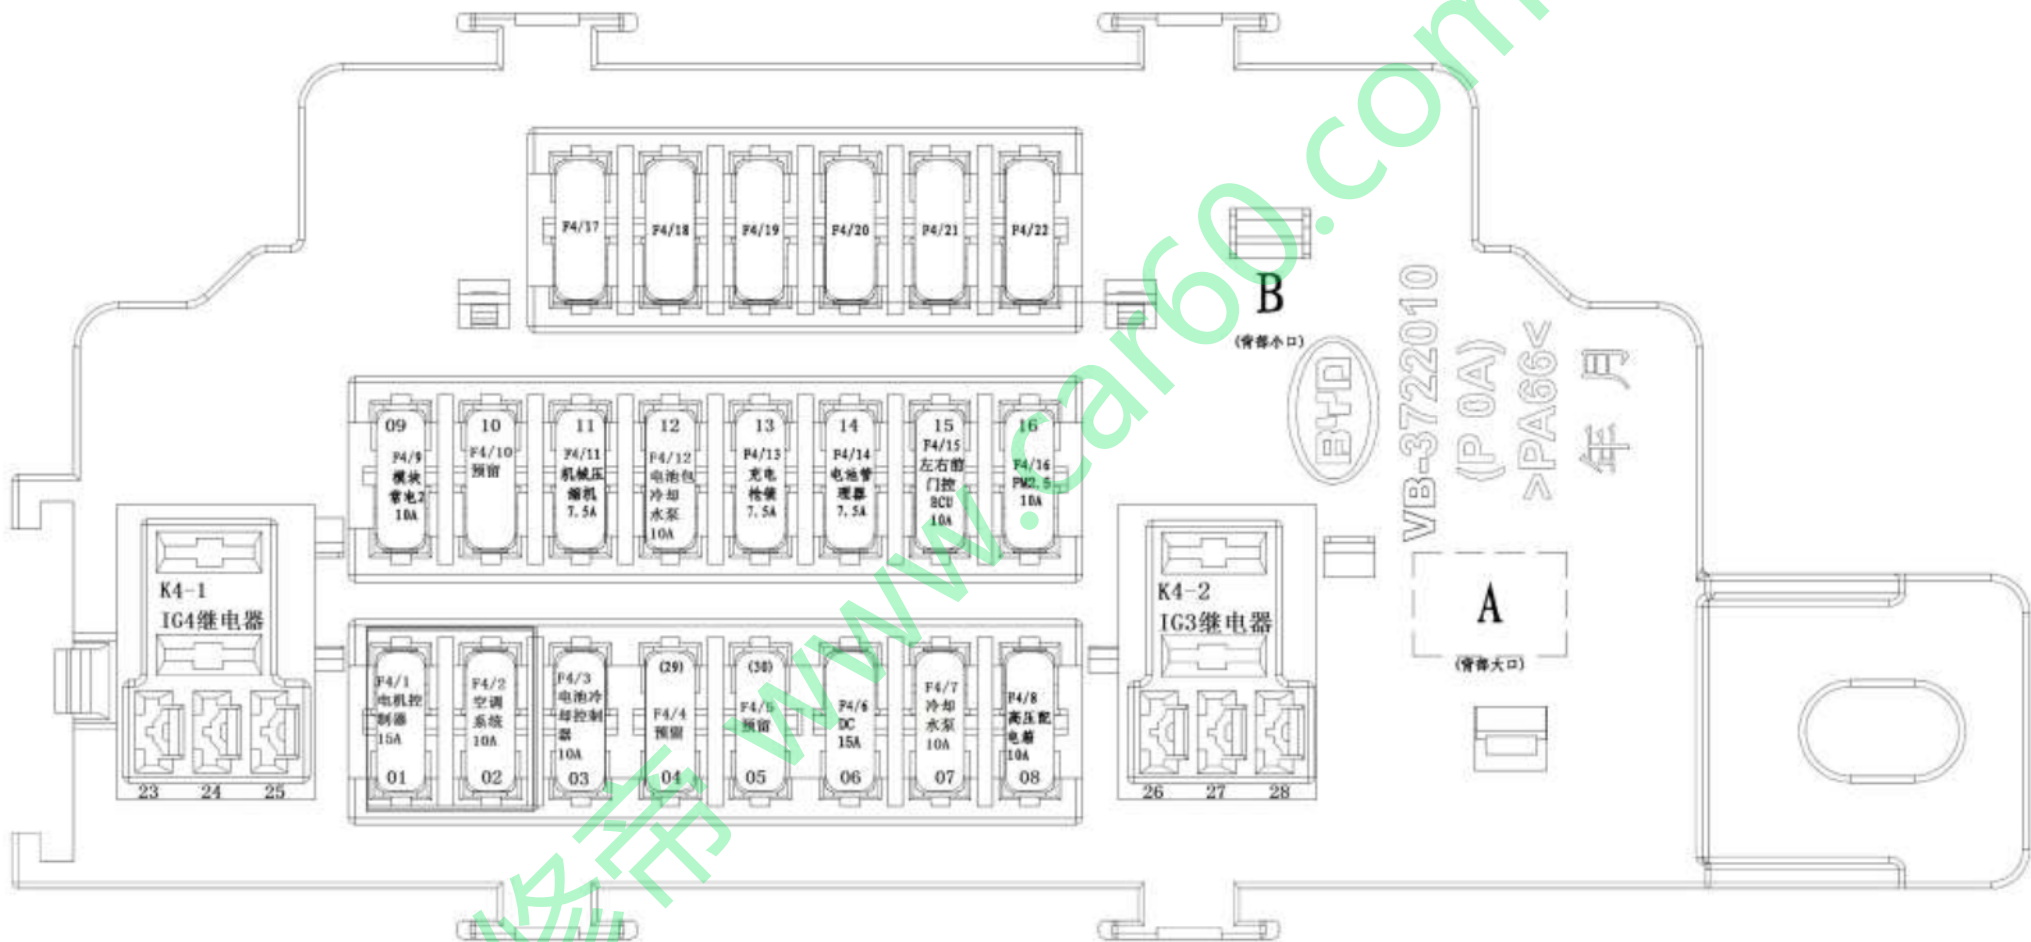 F4/17
F4/18
F4/19
F4/20
F4/21
F4/22
B
(背部小口)
09
F4/9
模块
常电2
10A
10
F4/10
预留
11
F4/11
机械压
缩机
7.5A
12
F4/12
电池包
冷却
水泵
10A
13
F4/13
充电
枪锁
7.5A
14
F4/14
电池管
理器
7.5A
15
F4/15
左右前
门控
ECU
10A
16
F4/16
PM2.5
10A
BYD
VB-3722010
(P 0A)
>PA66<
年 月
K4-1
IG4继电器
23 24 25
F4/1
电机控
制器
15A
01
F4/2
空调
系统
10A
02
F4/3
电池冷
却控制
器
10A
03
(29)
F4/4
预留
04
(30)
F4/5
预留
05
F4/6
DC
15A
06
F4/7
冷却
水泵
10A
07
F4/8
高压配
电箱
10A
08
K4-2
IG3继电器
26 27 28
A
(背部大口)
修帝 www.car60.com